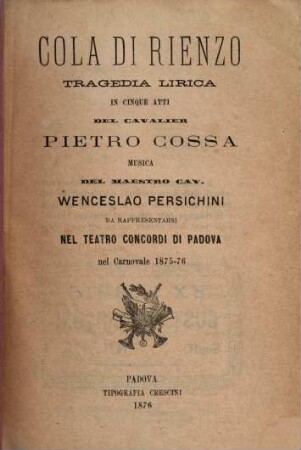 COLA DI RIENZO
TRAGEDIA LIRICA
IN CINQUE ATTI
DEL CAVALIER
PIETRO COSSA
MUSICA
DEL MAESTRO CAV.
WENCESLAO PERSICHINI
DA RAPPRESENTARSI
NEL TEATRO CONCORDI DI PADOVA
nel Carnovale 1875-76
PADOVA
TIPOGRAFIA CRESCINI
1876